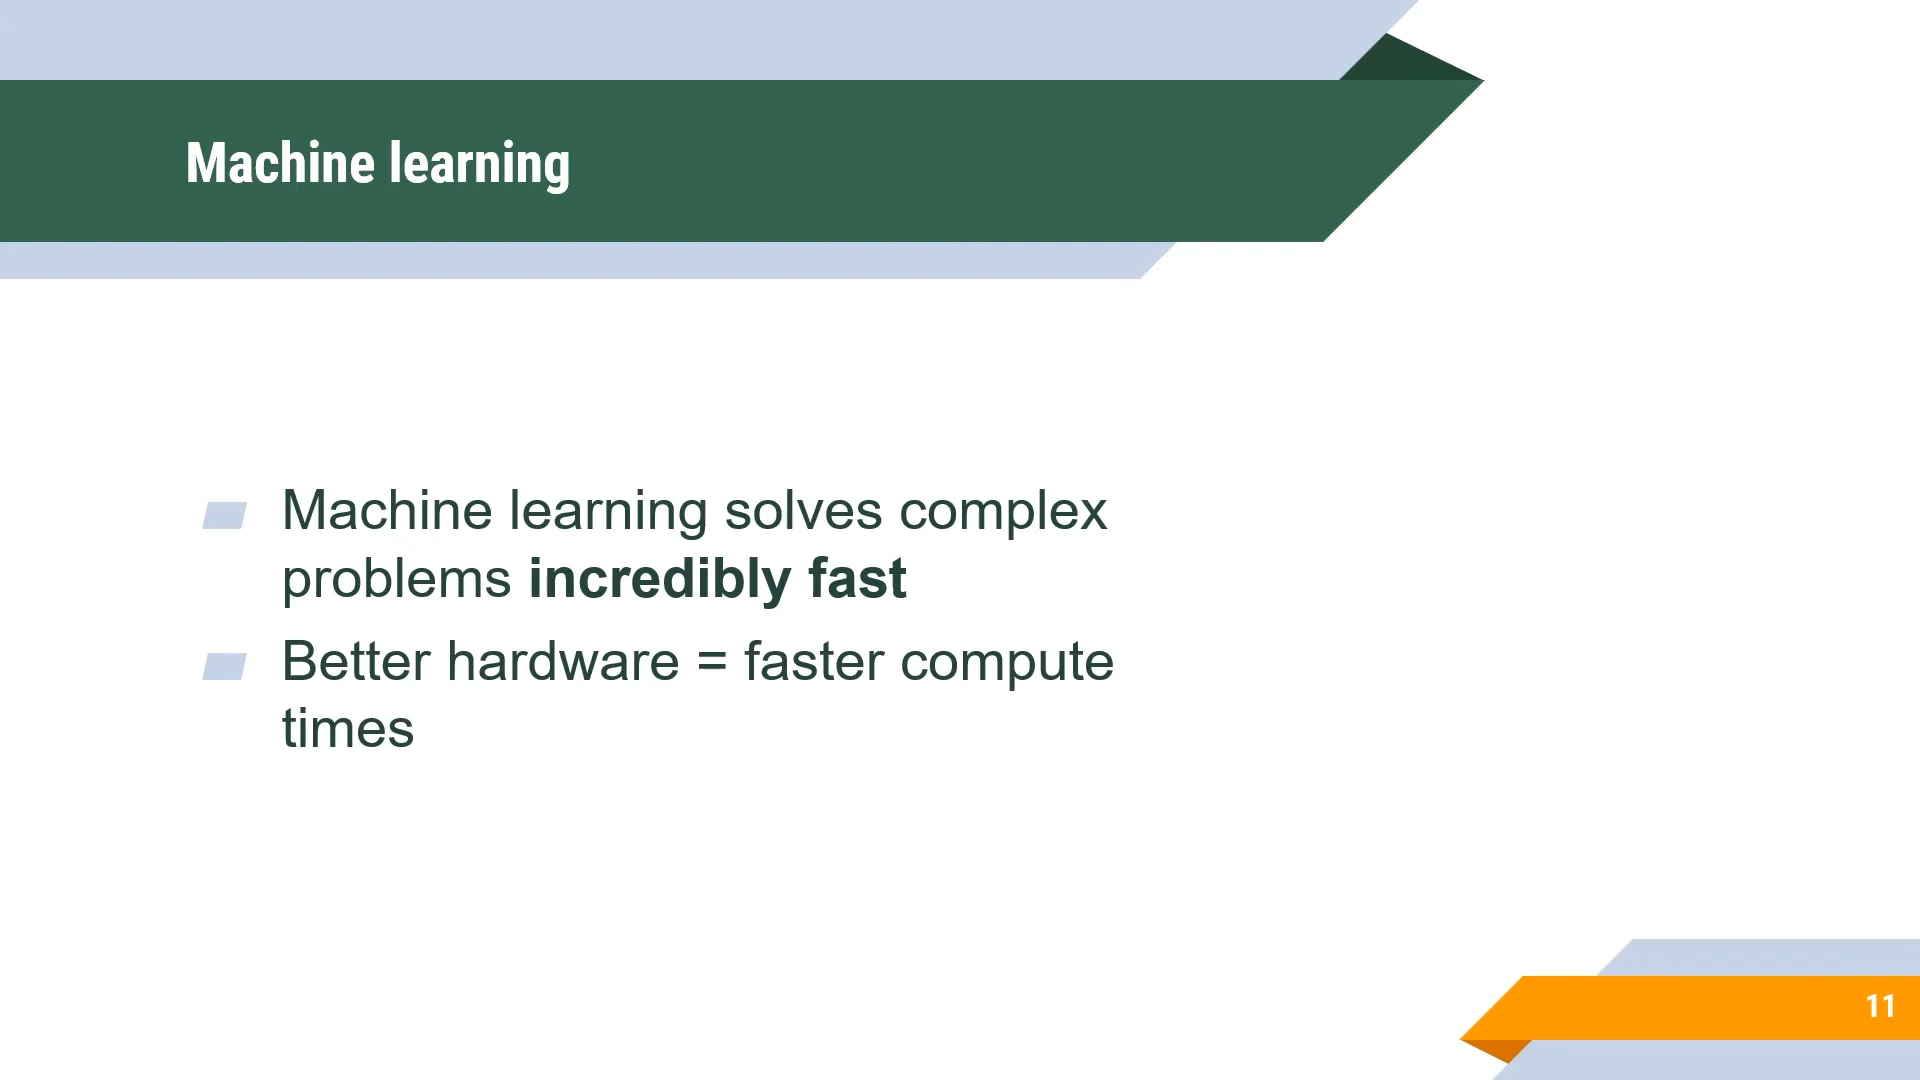 Machine learning
Machine learning solves complex
problems incredibly fast
Better hardware = faster compute
times
11